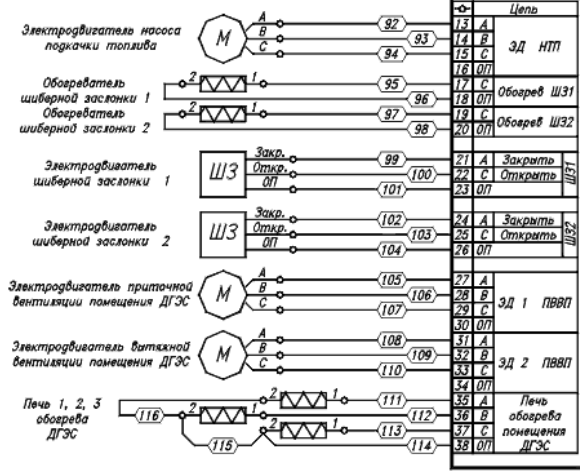 Цепь
Электродвигатель насоса
подкачки топлива
М
А 92 13 А
В 93 14 В
С 94 15 С
16 ОП
ЭД НТП
Обогреватель
шиберной заслонки 1
2 1 95 17 С
96 18 ОП
Обогрев ШЗ1
Обогреватель
шиберной заслонки 2
2 1 97 19 С
98 20 ОП
Обогрев ШЗ2
Электродвигатель
шиберной заслонки 1
ШЗ
Закр. 99 21 А Закрыть
Откр. 100 22 С Открыть
ОП 101 23 ОП
ШЗ1
Электродвигатель
шиберной заслонки 2
ШЗ
Закр. 102 24 А Закрыть
Откр. 103 25 С Открыть
ОП 104 26 ОП
ШЗ2
Электродвигатель приточной
вентиляции помещения ДГЭС
М
А 105 27 А
В 106 28 В
С 107 29 С
30 ОП
ЭД 1 ПВВП
Электродвигатель вытяжной
вентиляции помещения ДГЭС
М
А 108 31 А
В 109 32 В
С 110 33 С
34 ОП
ЭД 2 ПВВП
Печь 1, 2, 3
обогрева
ДГЭС
2 1 111 35 А
116 2 1 112 36 В
2 1 113 37 С
115 114 38 ОП
Печь
обогрева
помещения
ДГЭС